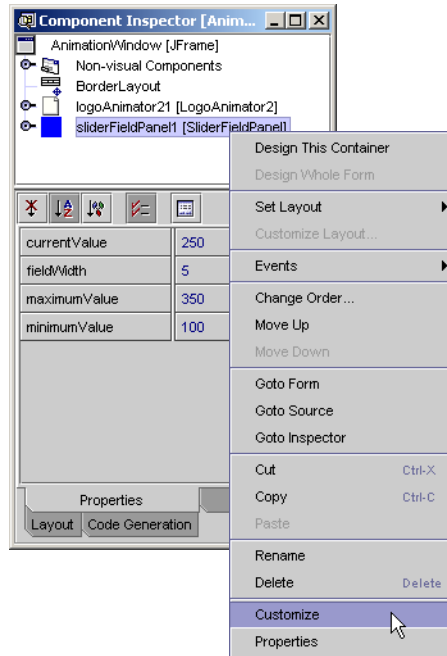 Component Inspector [Anim...
AnimationWindow [JFrame]
Non-visual Components
BorderLayout
logoAnimator21 [LogoAnimator2]
sliderFieldPanel1 [SliderFieldPanel]
currentValue 250
fieldWidth 5
maximumValue 350
minimumValue 100
Properties
Layout Code Generation
Design This Container
Design Whole Form
Set Layout
Customize Layout...
Events
Change Order...
Move Up
Move Down
Goto Form
Goto Source
Goto Inspector
Cut Ctrl-X
Copy Ctrl-C
Paste
Rename
Delete Delete
Customize
Properties